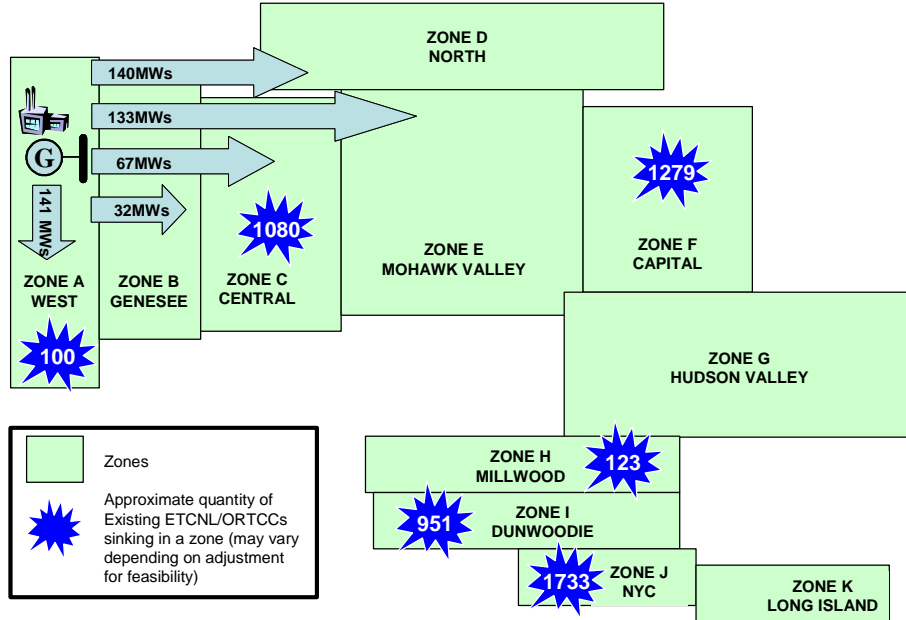 ZONE D
NORTH
140MWs
133MWs
G
67MWs
1279
141 MWs
32MWs
1080
ZONE E
MOHAWK VALLEY
ZONE F
CAPITAL
ZONE A
WEST
ZONE B
GENESEE
ZONE C
CENTRAL
100
ZONE G
HUDSON VALLEY
Zones
Approximate quantity of
Existing ETCNL/ORTCCs
sinking in a zone (may vary
depending on adjustment
for feasibility)
ZONE H
MILLWOOD
123
951
ZONE I
DUNWOODIE
1733
ZONE J
NYC
ZONE K
LONG ISLAND